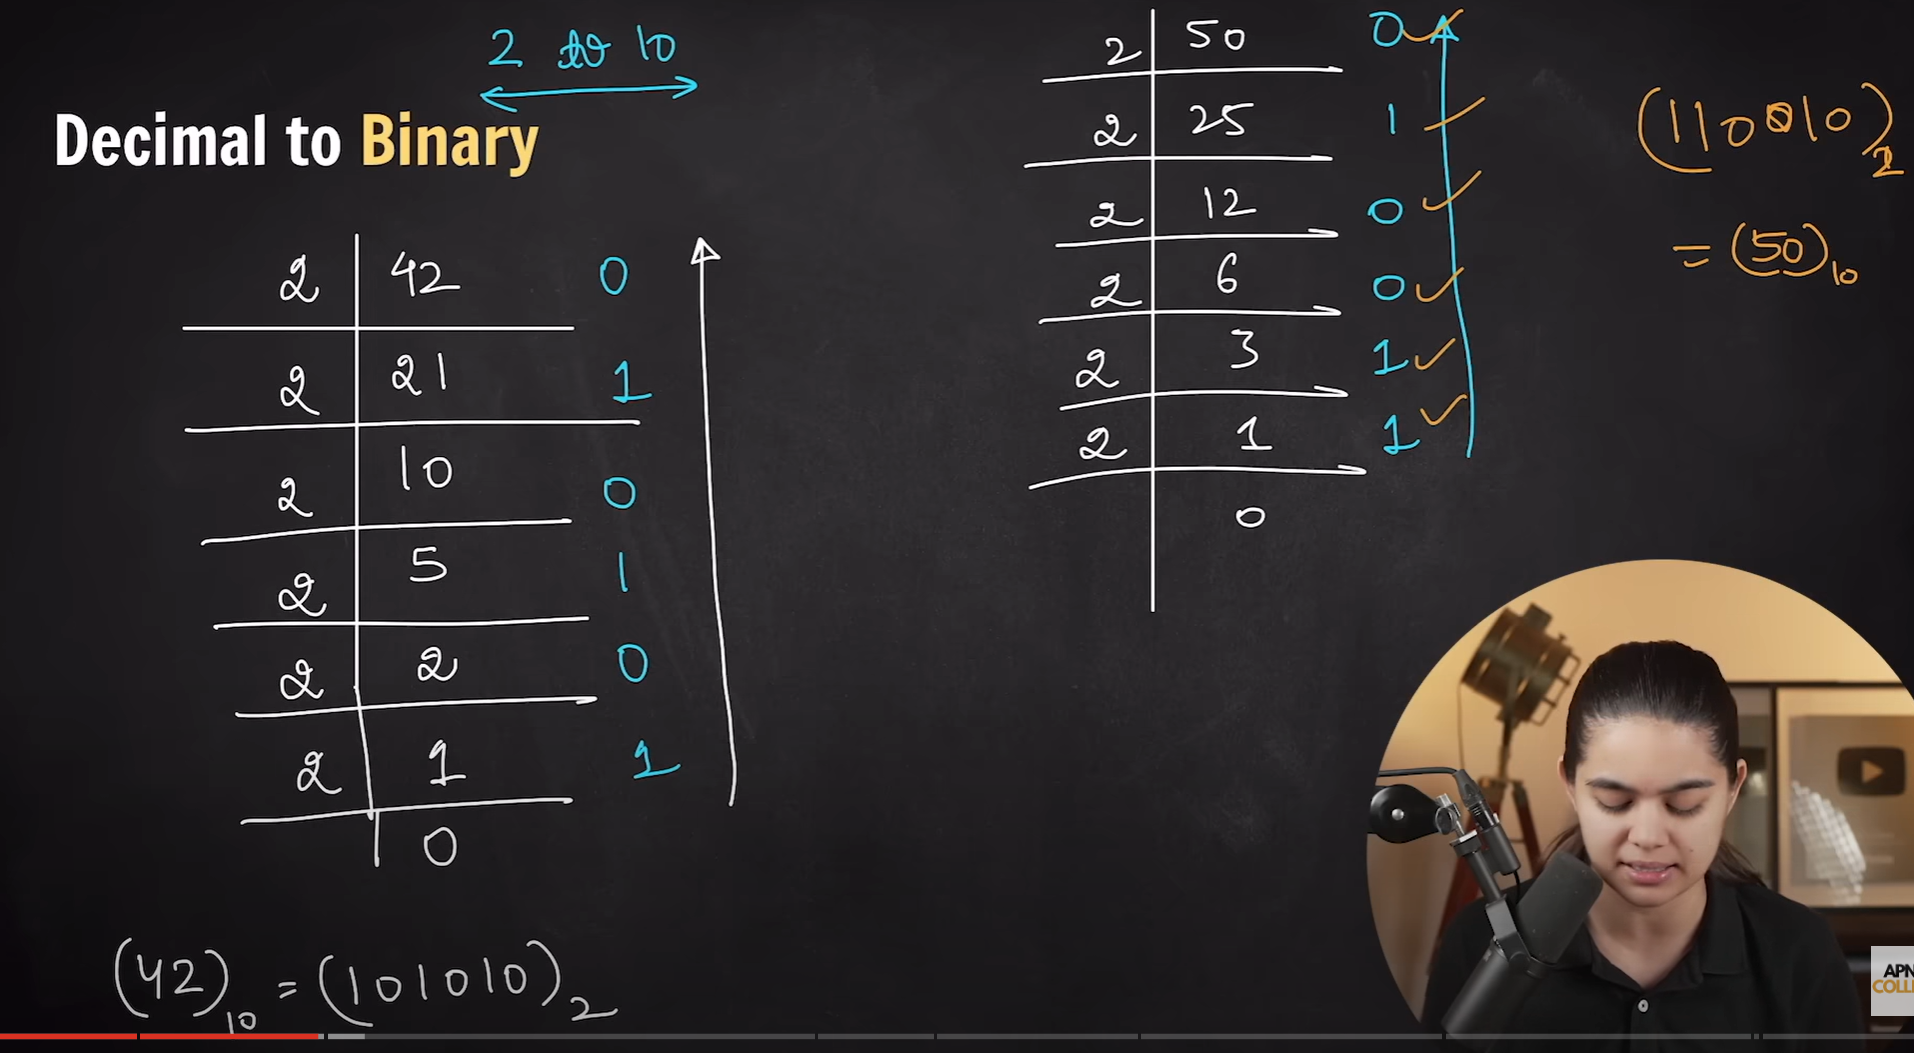 2 to 10
Decimal to Binary
2 42 0
2 21 1
2 10 0
2 5 1
2 2 0
2 1 1
0
(42)10 = (101010)2
2 50 0
2 25 1
2 12 0
2 6 0
2 3 1
2 1 1
0
(110010)2
= (50)10
APN
COLL